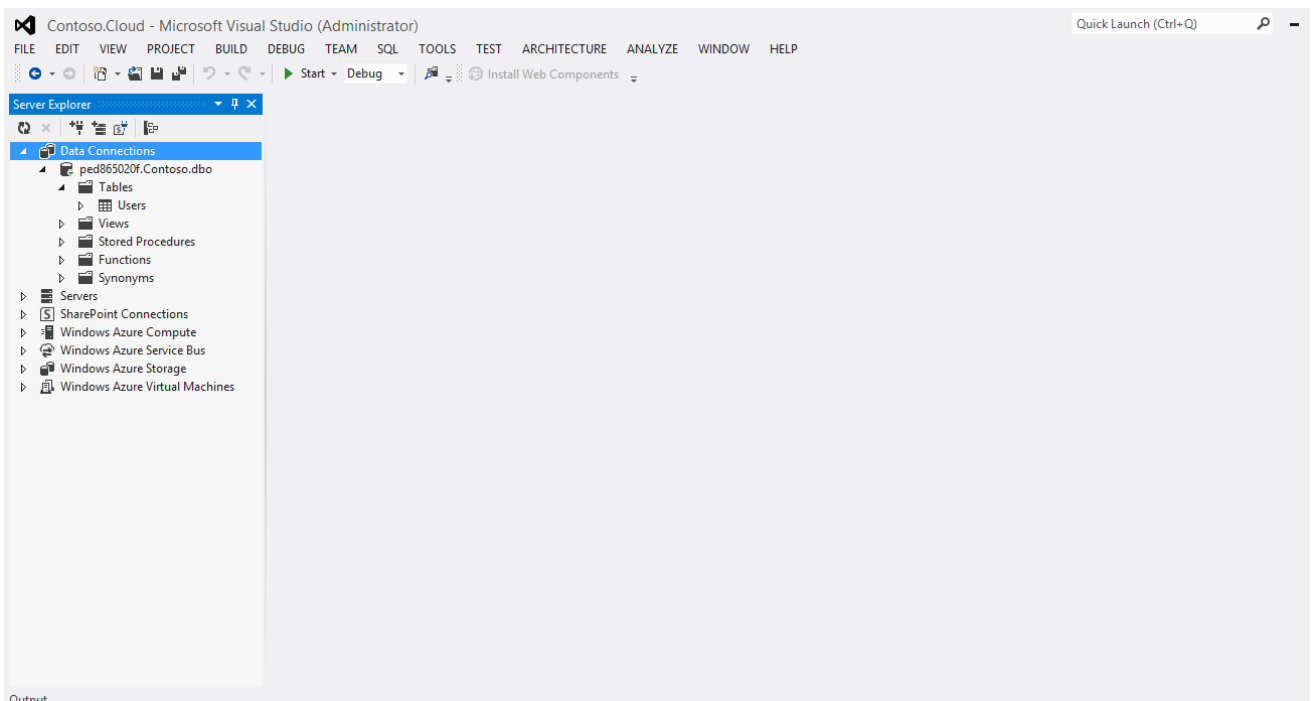 Contoso.Cloud - Microsoft Visual Studio (Administrator) Quick Launch (Ctrl+Q)
FILE EDIT VIEW PROJECT BUILD DEBUG TEAM SQL TOOLS TEST ARCHITECTURE ANALYZE WINDOW HELP
Start Debug Install Web Components
Server Explorer
Data Connections
ped865020f.Contoso.dbo
Tables
Users
Views
Stored Procedures
Functions
Synonyms
Servers
SharePoint Connections
Windows Azure Compute
Windows Azure Service Bus
Windows Azure Storage
Windows Azure Virtual Machines
Output